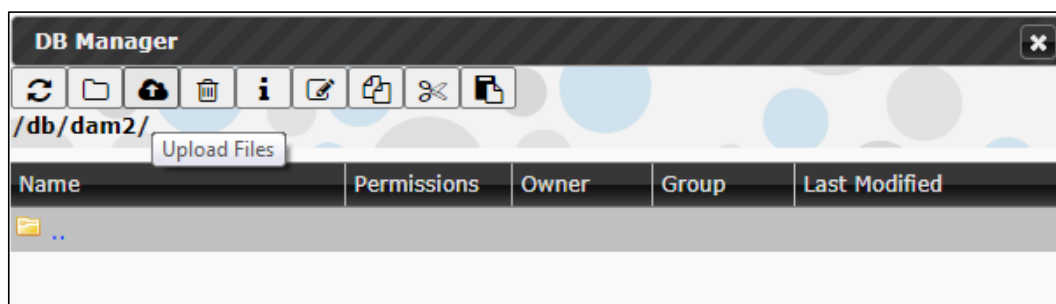 DB Manager
/db/dam2/
Upload Files
Name Permissions Owner Group Last Modified
..